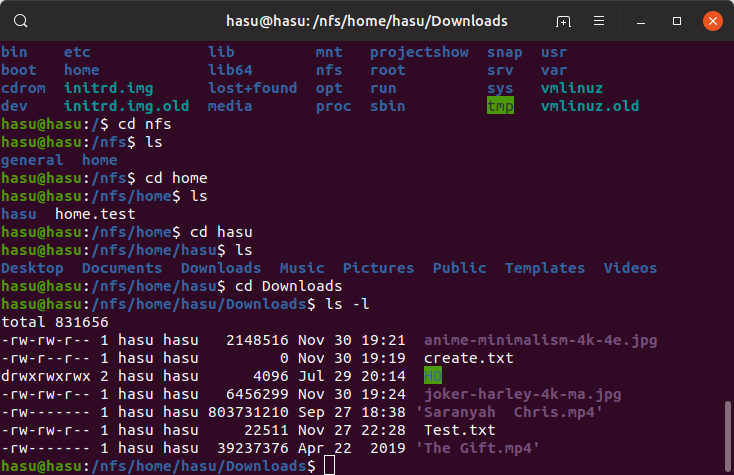 hasu@hasu: /nfs/home/hasu/Downloads
bin    etc             lib         mnt   projectshow  snap  usr
boot   home            lib64       nfs   root         srv   var
cdrom  initrd.img      lost+found  opt   run          sys   vmlinuz
dev    initrd.img.old  media       proc  sbin         tmp   vmlinuz.old
hasu@hasu:/$ cd nfs
hasu@hasu:/nfs$ ls
general  home
hasu@hasu:/nfs$ cd home
hasu@hasu:/nfs/home$ ls
hasu  home.test
hasu@hasu:/nfs/home$ cd hasu
hasu@hasu:/nfs/home/hasu$ ls
Desktop  Documents  Downloads  Music  Pictures  Public  Templates  Videos
hasu@hasu:/nfs/home/hasu$ cd Downloads
hasu@hasu:/nfs/home/hasu/Downloads$ ls -l
total 831656
-rw-rw-r-- 1 hasu hasu   2148516 Nov 30 19:21  anime-minimalism-4k-4e.jpg
-rw-rw-r-- 1 hasu hasu         0 Nov 30 19:19  create.txt
drwxrwxrwx 2 hasu hasu      4096 Jul 29 20:14  HD
-rw-rw-r-- 1 hasu hasu   6456299 Nov 30 19:24  joker-harley-4k-ma.jpg
-rw------- 1 hasu hasu 803731210 Sep 27 18:38 'Saranyah  Chris.mp4'
-rw-rw-r-- 1 hasu hasu     22511 Nov 27 22:28  Test.txt
-rw------- 1 hasu hasu  39237376 Apr 22  2019 'The Gift.mp4'
hasu@hasu:/nfs/home/hasu/Downloads$